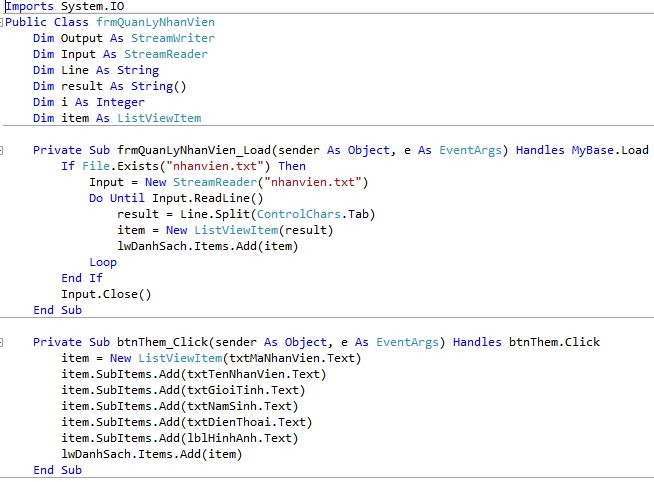 Imports System.IO
Public Class frmQuanLyNhanVien
    Dim Output As StreamWriter
    Dim Input As StreamReader
    Dim Line As String
    Dim result As String()
    Dim i As Integer
    Dim item As ListViewItem
    Private Sub frmQuanLyNhanVien_Load(sender As Object, e As EventArgs) Handles MyBase.Load
        If File.Exists("nhanvien.txt") Then
            Input = New StreamReader("nhanvien.txt")
            Do Until Input.ReadLine()
                result = Line.Split(ControlChars.Tab)
                item = New ListViewItem(result)
                lwDanhSach.Items.Add(item)
            Loop
        End If
        Input.Close()
    End Sub
    Private Sub btnThem_Click(sender As Object, e As EventArgs) Handles btnThem.Click
        item = New ListViewItem(txtMaNhanVien.Text)
        item.SubItems.Add(txtTenNhanVien.Text)
        item.SubItems.Add(txtGioiTinh.Text)
        item.SubItems.Add(txtNamSinh.Text)
        item.SubItems.Add(txtDienThoai.Text)
        item.SubItems.Add(lblHinhAnh.Text)
        lwDanhSach.Items.Add(item)
    End Sub